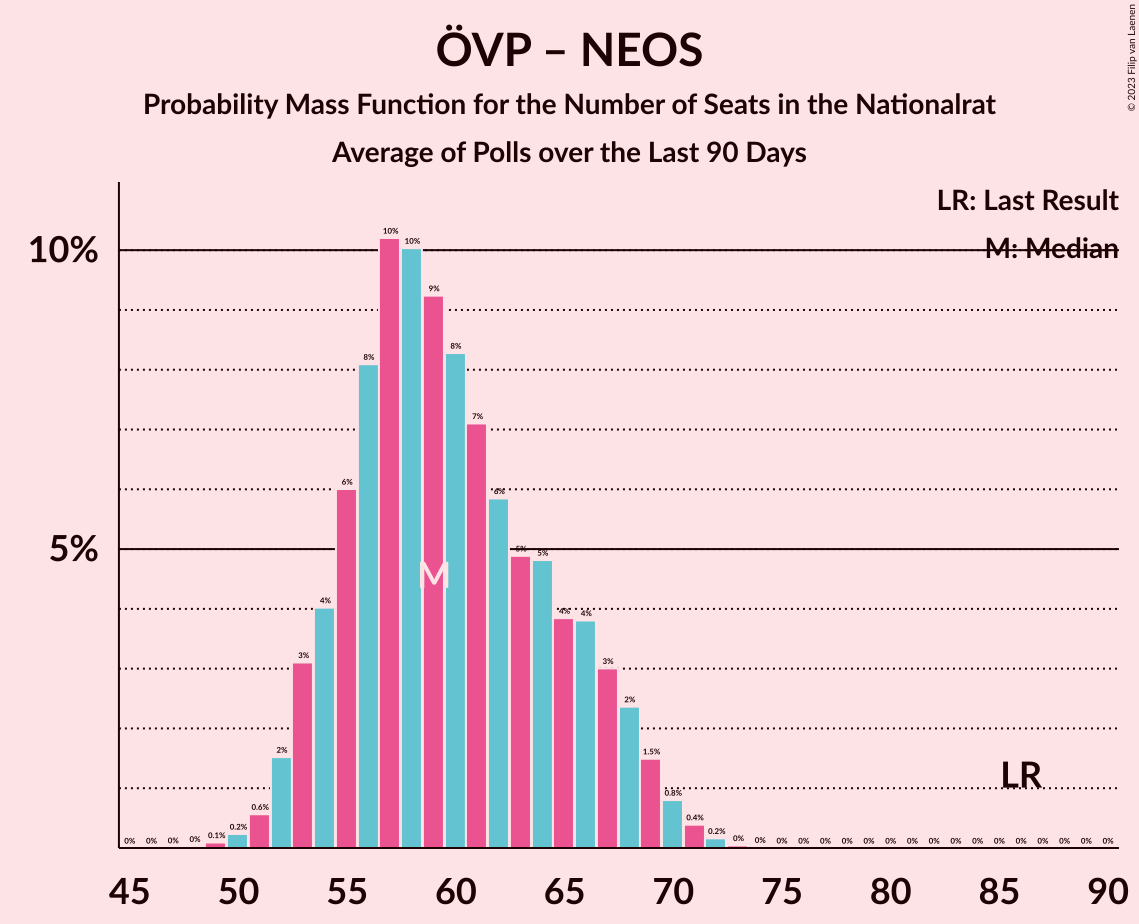 ÖVP – NEOS
Probability Mass Function for the Number of Seats in the Nationalrat
Average of Polls over the Last 90 Days
© 2023 Filip van Laenen
LR: Last Result
M: Median
10%
5%
0% 0% 0% 0% 0.1% 0.2% 0.6% 2% 3% 4% 6% 8% 10% 10% 9% 8% 7% 6% 5% 5% 4% 4% 3% 2% 1.5% 0.8% 0.4% 0.2% 0% 0% 0% 0% 0% 0% 0% 0% 0% 0% 0% 0% 0% 0% 0% 0% 0% 0%
M
LR
45 50 55 60 65 70 75 80 85 90